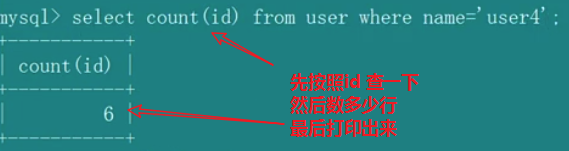 mysql> select count(id) from user where name='user4';
+-----------+
| count(id) |
+-----------+
先按照id 查一下
然后数多少行
| 6 |
最后打印出来
+-----------+